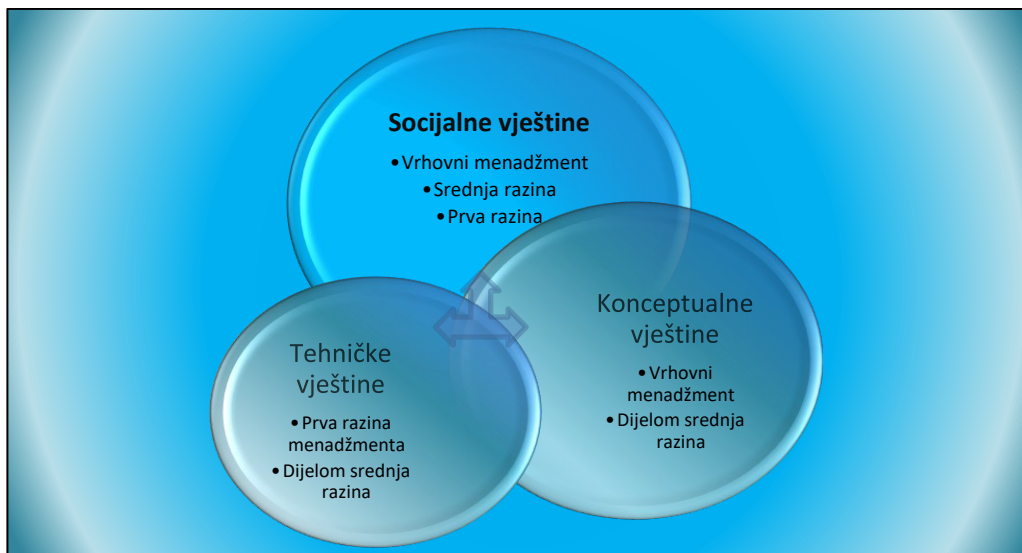 Socijalne vještine
•Vrhovni menadžment
•Srednja razina
•Prva razina
Konceptualne
vještine
•Vrhovni
menadžment
•Dijelom srednja
razina
Tehničke
vještine
•Prva razina
menadžmenta
•Dijelom srednja
razina